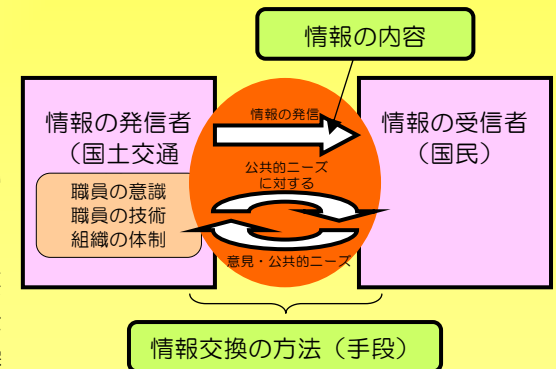 情報の内容
情報の発信者
（国土交通
職員の意識
職員の技術
組織の体制
情報の発信
公共的ニーズ
に対する
意見・公共的ニーズ
情報の受信者
（国民）
情報交換の方法（手段）